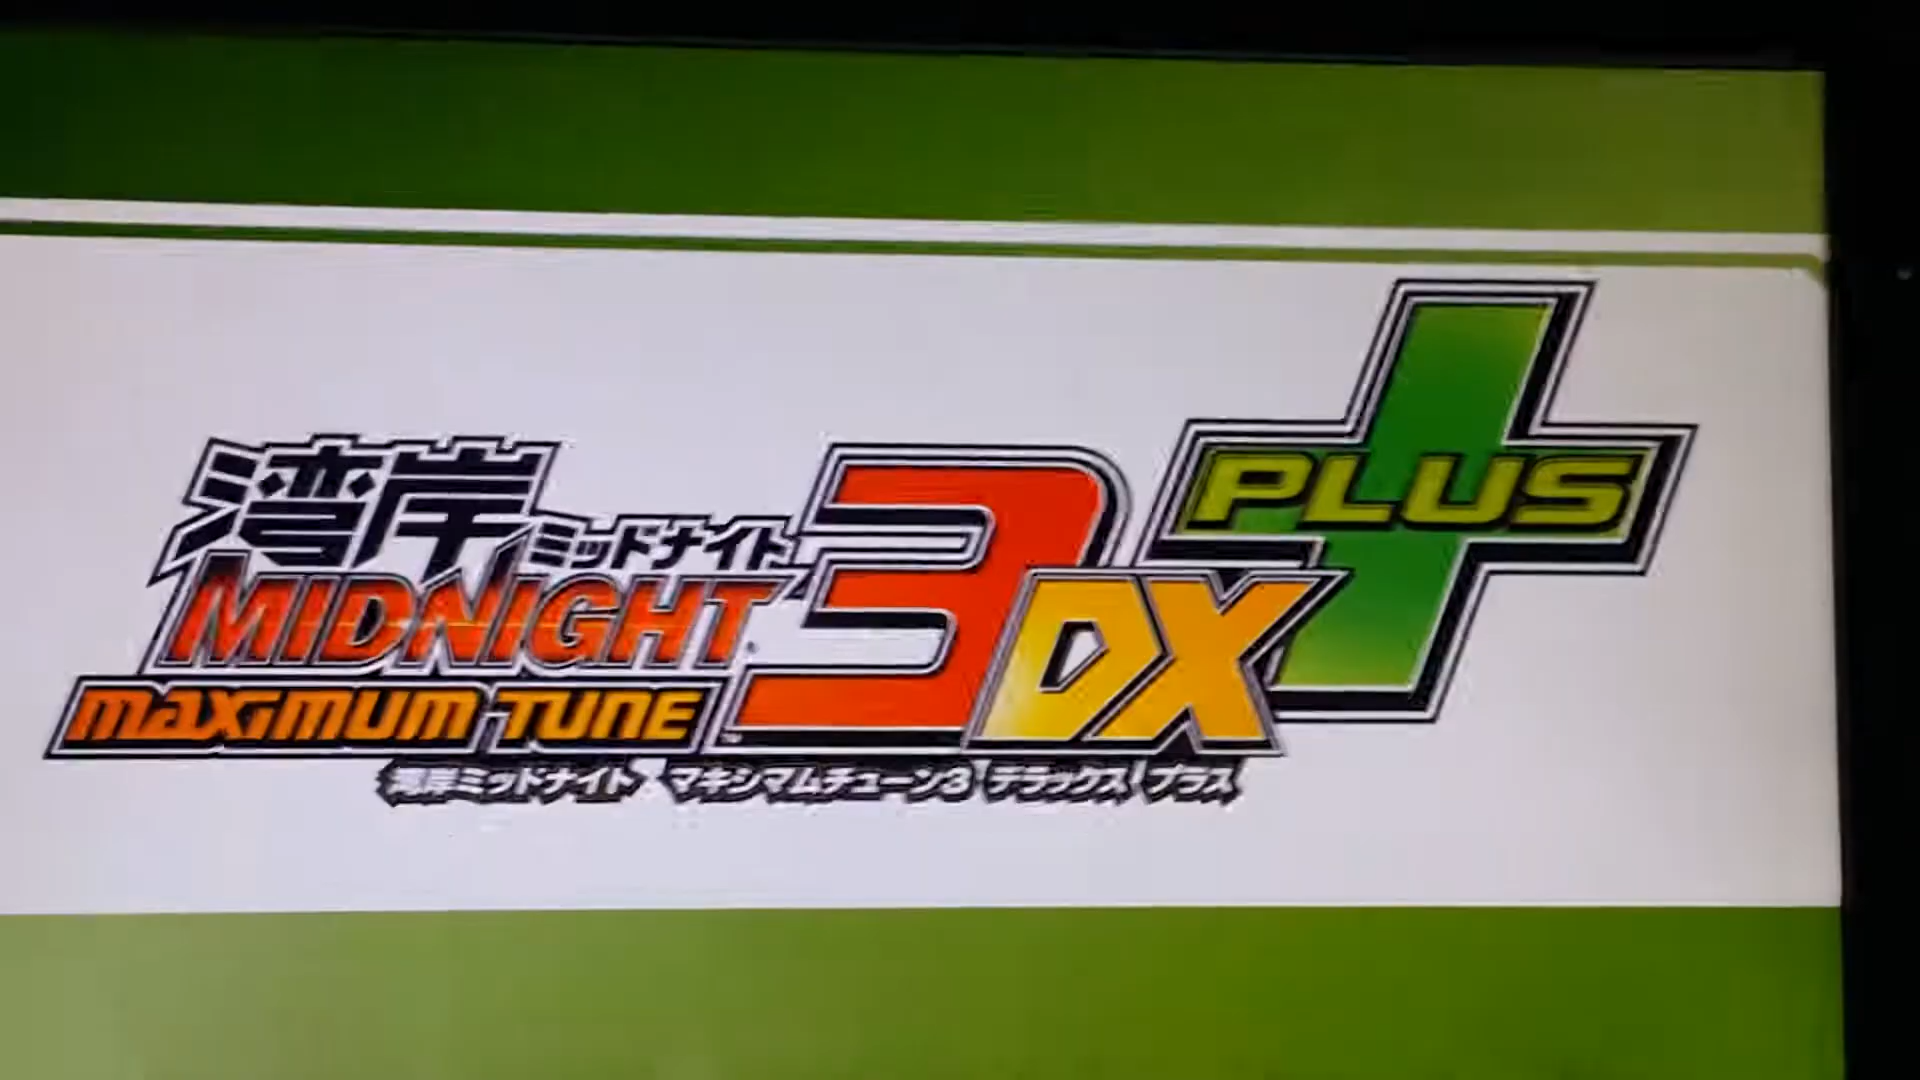 湾岸 ミッドナイト
MIDNIGHT
MAXIMUM TUNE
3
DX
PLUS
湾岸ミッドナイト マキシマムチューン3 デラックス プラス